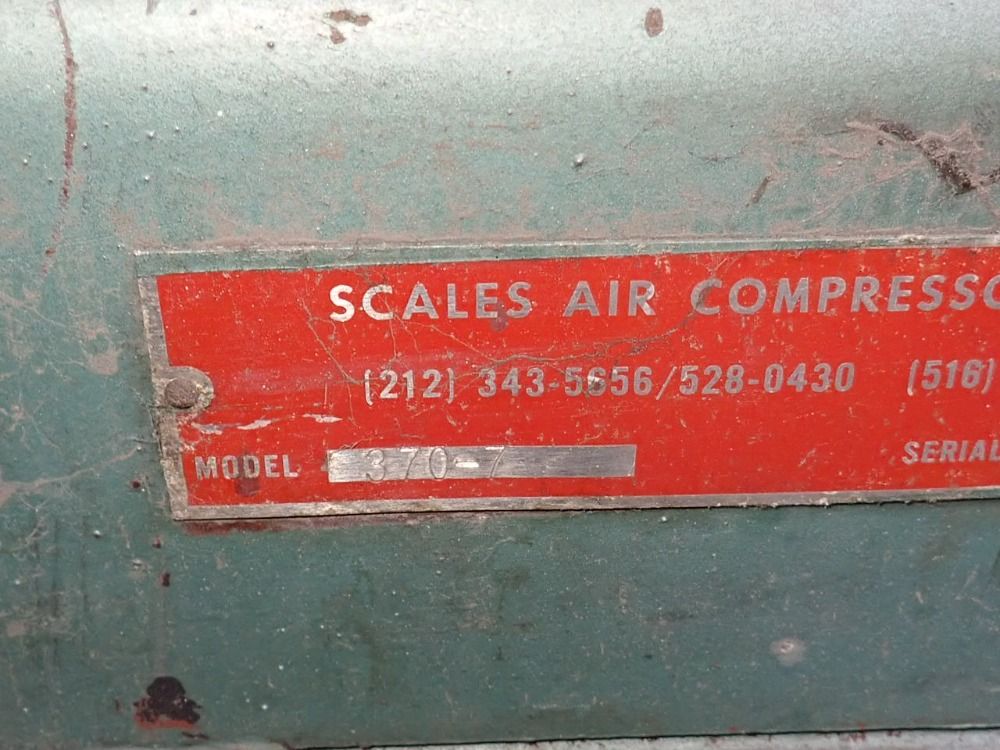 SCALES AIR COMPRESSO
(212) 343-5656/528-0430 (516)
MODEL 370-7 SERIAL